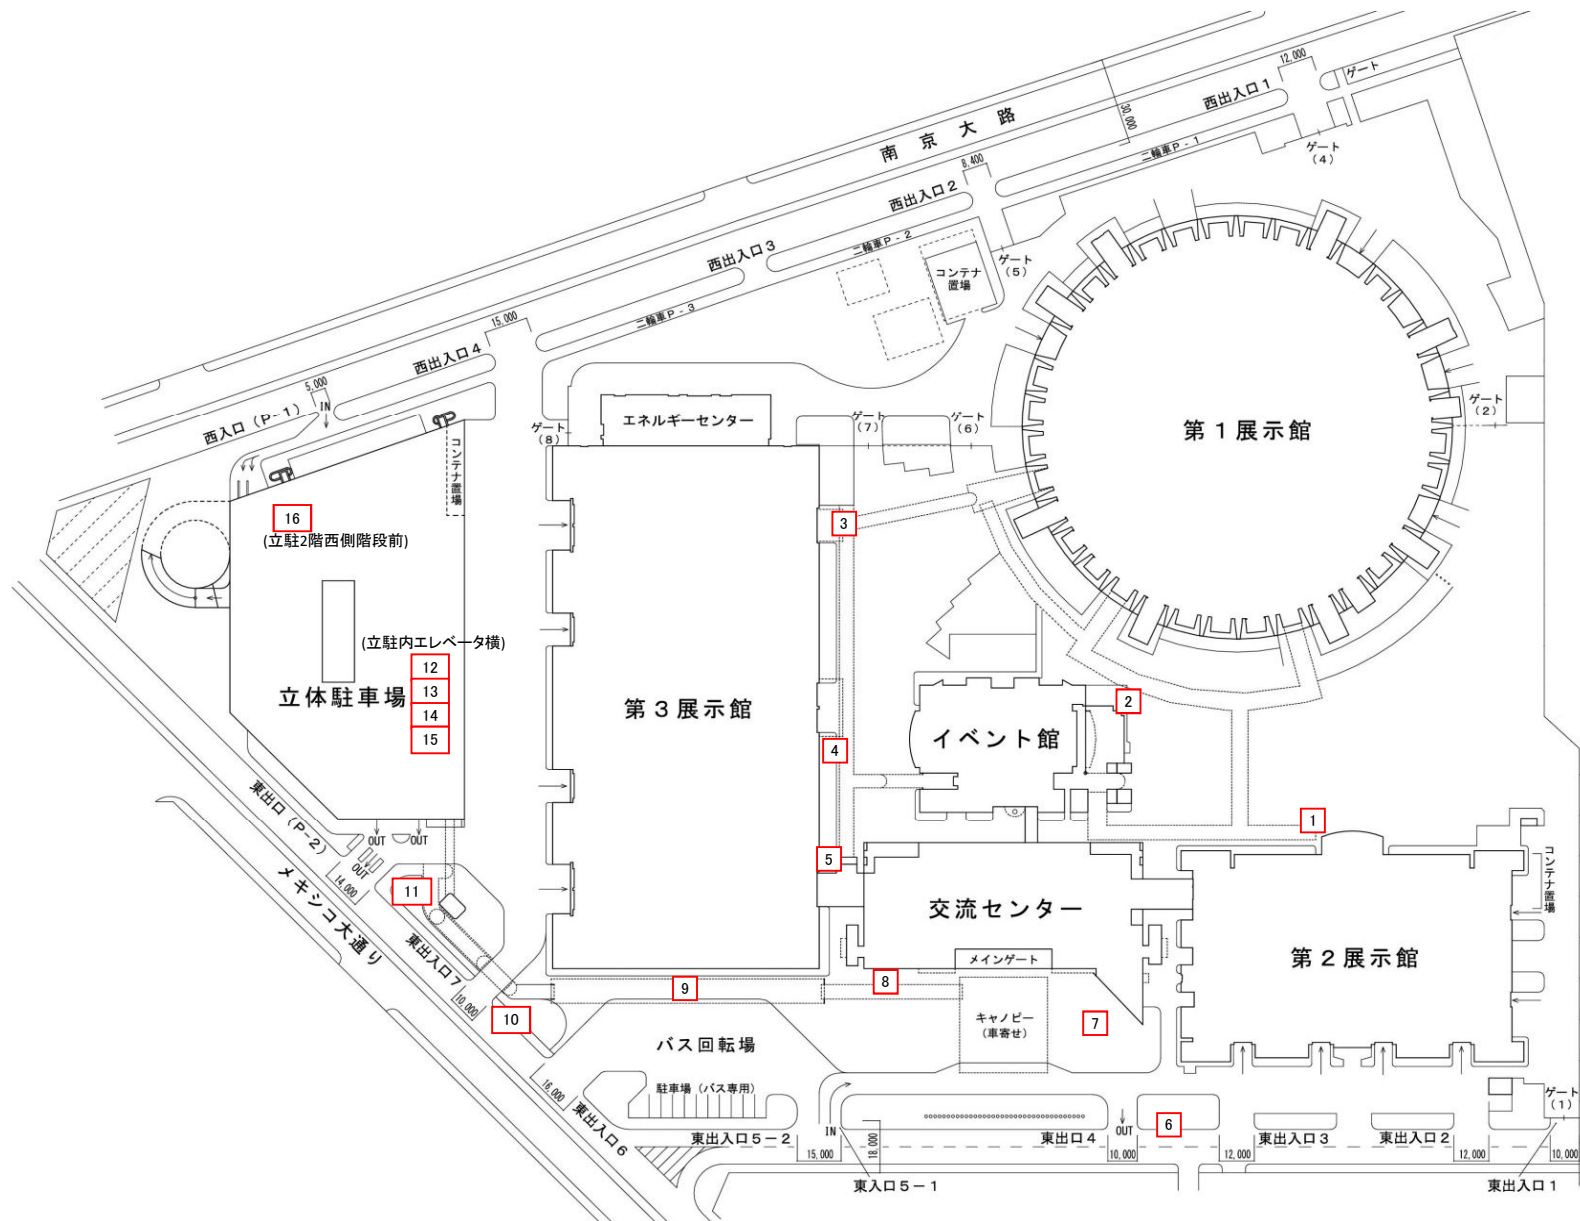 12,000
ゲート
西出入口1
30,000
南京大路
二輪車P-1
ゲート
(4)
8,400
西出入口2
二輪車P-2
ゲート
(5)
コンテナ
置場
西出入口3
二輪車P-3
15,000
西出入口4
5,000
IN
西入口(P-1)
コンテナ置場
エネルギーセンター
ゲート
(8)
ゲート
(7)
ゲート
(6)
第1展示館
ゲート
(2)
16
(立駐2階西側階段前)
3
(立駐内エレベータ横)
12
13
14
15
立体駐車場
第3展示館
2
イベント館
4
1
5
東出口(P-2)
OUT
OUT
OUT
14,000
11
メキシコ大通り
東出入口7
10,000
コンテナ置場
交流センター
メインゲート
第2展示館
8
9
10
キャノピー
(車寄せ)
7
バス回転場
16,000
駐車場(バス専用)
東出入口6
東出入口5-2
IN
15,000
18,000
東出口4
OUT
10,000
6
12,000
東出入口3
東出入口2
12,000
ゲート
(1)
10,000
東入口5-1
東出入口1